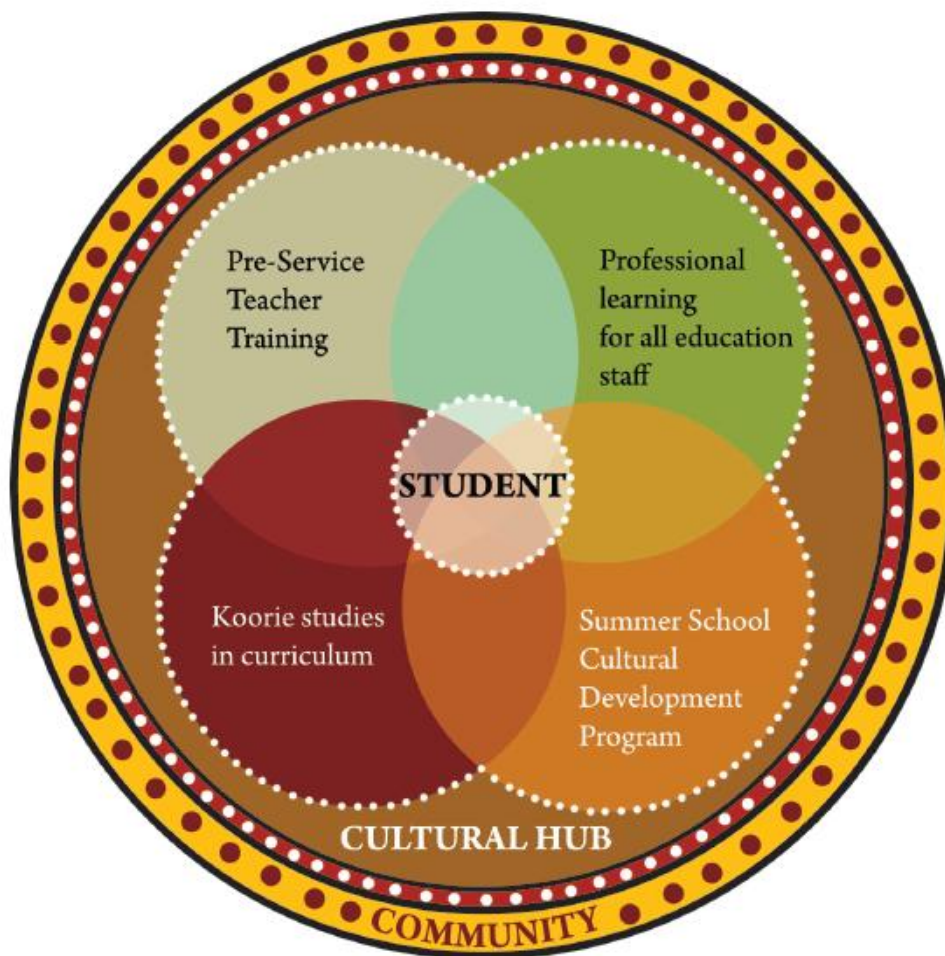 Pre-Service
Teacher
Training
Professional
learning
for all education
staff
STUDENT
Koorie studies
in curriculum
Summer School
Cultural
Development
Program
CULTURAL HUB
COMMUNITY